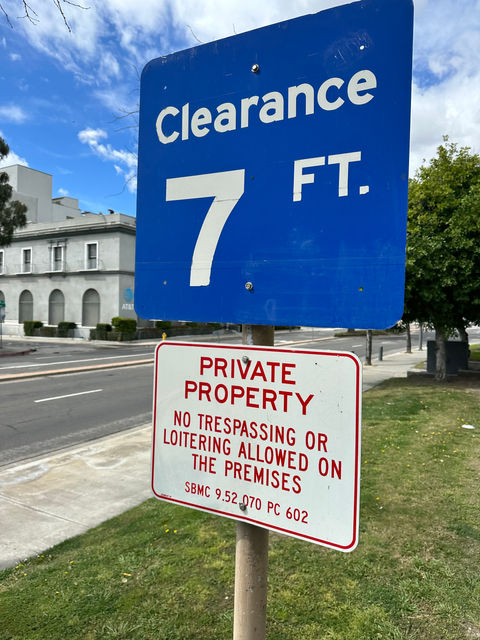 Clearance
7 FT.
PRIVATE
PROPERTY
NO TRESPASSING OR
LOITERING ALLOWED ON
THE PREMISES
SBMC 9.52.070 PC 602
AT&T